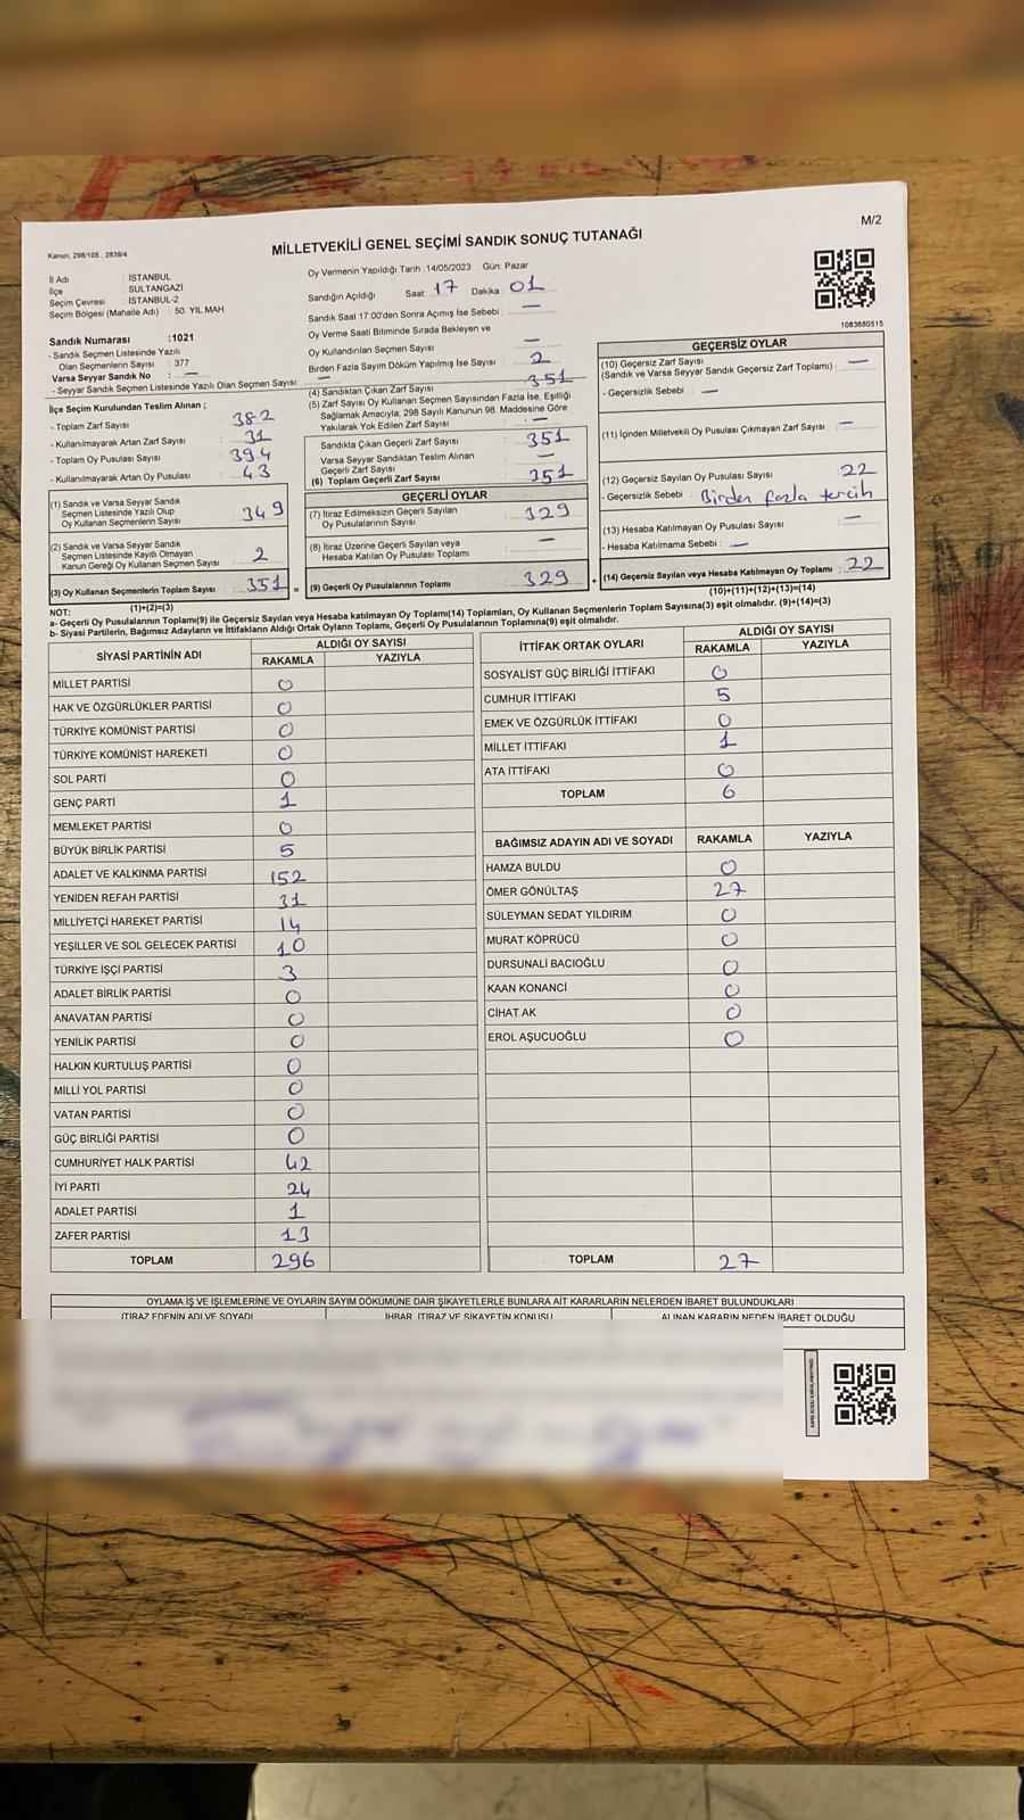 M/2
Kanun: 298/105, 2839/4
MİLLETVEKİLİ GENEL SEÇİMİ SANDIK SONUÇ TUTANAĞI
İl Adı : İSTANBUL
İlçe : SULTANGAZİ
Seçim Çevresi : İSTANBUL-2
Seçim Bölgesi (Mahalle Adı) : 50. YIL MAH
Oy Vermenin Yapıldığı Tarih :14/05/2023 Gün: Pazar
Sandığın Açıldığı Saat 17 Dakika 01
Sandık Saat 17.00'den Sonra Açılmış İse Sebebi : —
Oy Verme Saati Bitiminde Sırada Bekleyen ve
Oy Kullandırılan Seçmen Sayısı : —
Birden Fazla Sayım Döküm Yapılmış İse Sayısı : 2
1083680515
Sandık Numarası :1021
- Sandık Seçmen Listesinde Yazılı
Olan Seçmenlerin Sayısı : 377
Varsa Seyyar Sandık No : —
- Seyyar Sandık Seçmen Listesinde Yazılı Olan Seçmen Sayısı : —
İlçe Seçim Kurulundan Teslim Alınan ;
- Toplam Zarf Sayısı : 382
- Kullanılmayarak Artan Zarf Sayısı : 31
- Toplam Oy Pusulası Sayısı : 394
- Kullanılmayarak Artan Oy Pusulası : 43
(1) Sandık ve Varsa Seyyar Sandık
Seçmen Listesinde Yazılı Olup
Oy Kullanan Seçmenlerin Sayısı : 349
(2) Sandık ve Varsa Seyyar Sandık
Seçmen Listesinde Kayıtlı Olmayan
Kanun Gereği Oy Kullanan Seçmen Sayısı : 2
(3) Oy Kullanan Seçmenlerin Toplam Sayısı : 351
(1)+(2)=(3)
(4) Sandıktan Çıkan Zarf Sayısı : 351
(5) Zarf Sayısı Oy Kullanan Seçmen Sayısından Fazla İse, Eşitliği
Sağlamak Amacıyla, 298 Sayılı Kanunun 98. Maddesine Göre
Yakılarak Yok Edilen Zarf Sayısı : —
Sandıkta Çıkan Geçerli Zarf Sayısı : 351
Varsa Seyyar Sandıktan Teslim Alınan
Geçerli Zarf Sayısı : —
(6) Toplam Geçerli Zarf Sayısı : 351
GEÇERLİ OYLAR
(7) İtiraz Edilmeksizin Geçerli Sayılan
Oy Pusulalarının Sayısı : 329
(8) İtiraz Üzerine Geçerli Sayılan veya
Hesaba Katılan Oy Pusulası Toplamı : —
= (9) Geçerli Oy Pusulalarının Toplamı : 329
GEÇERSİZ OYLAR
(10) Geçersiz Zarf Sayısı : —
(Sandık ve Varsa Seyyar Sandık Geçersiz Zarf Toplamı)
- Geçersizlik Sebebi : —
(11) İçinden Milletvekili Oy Pusulası Çıkmayan Zarf Sayısı : —
(12) Geçersiz Sayılan Oy Pusulası Sayısı : 22
- Geçersizlik Sebebi : Birden fazla tercih
(13) Hesaba Katılmayan Oy Pusulası Sayısı : —
- Hesaba Katılmama Sebebi : —
+ (14) Geçersiz Sayılan veya Hesaba Katılmayan Oy Toplamı : 22
(10)+(11)+(12)+(13)=(14)
NOT:
a- Geçerli Oy Pusulalarının Toplamı(9) ile Geçersiz Sayılan veya Hesaba katılmayan Oy Toplamı(14) Toplamları, Oy Kullanan Seçmenlerin Toplam Sayısına(3) eşit olmalıdır. (9)+(14)=(3)
b- Siyasi Partilerin, Bağımsız Adayların ve İttifakların Aldığı Ortak Oyların Toplamı, Geçerli Oy Pusulalarının Toplamına(9) eşit olmalıdır.
SİYASİ PARTİNİN ADI ALDIĞI OY SAYISI
RAKAMLA YAZIYLA
MİLLET PARTİSİ 0
HAK VE ÖZGÜRLÜKLER PARTİSİ 0
TÜRKİYE KOMÜNİST PARTİSİ 0
TÜRKİYE KOMÜNİST HAREKETİ 0
SOL PARTİ 0
GENÇ PARTİ 1
MEMLEKET PARTİSİ 0
BÜYÜK BİRLİK PARTİSİ 5
ADALET VE KALKINMA PARTİSİ 152
YENİDEN REFAH PARTİSİ 31
MİLLİYETÇİ HAREKET PARTİSİ 14
YEŞİLLER VE SOL GELECEK PARTİSİ 10
TÜRKİYE İŞÇİ PARTİSİ 3
ADALET BİRLİK PARTİSİ 0
ANAVATAN PARTİSİ 0
YENİLİK PARTİSİ 0
HALKIN KURTULUŞ PARTİSİ 0
MİLLİ YOL PARTİSİ 0
VATAN PARTİSİ 0
GÜÇ BİRLİĞİ PARTİSİ 0
CUMHURİYET HALK PARTİSİ 42
İYİ PARTİ 24
ADALET PARTİSİ 1
ZAFER PARTİSİ 13
TOPLAM 296
İTTİFAK ORTAK OYLARI ALDIĞI OY SAYISI
RAKAMLA YAZIYLA
SOSYALİST GÜÇ BİRLİĞİ İTTİFAKI 0
CUMHUR İTTİFAKI 5
EMEK VE ÖZGÜRLÜK İTTİFAKI 0
MİLLET İTTİFAKI 1
ATA İTTİFAKI 0
TOPLAM 6
BAĞIMSIZ ADAYIN ADI VE SOYADI RAKAMLA YAZIYLA
HAMZA BULDU 0
ÖMER GÖNÜLTAŞ 27
SÜLEYMAN SEDAT YILDIRIM 0
MURAT KÖPRÜCÜ 0
DURSUNALİ BACIOĞLU 0
KAAN KONANCİ 0
CİHAT AK 0
EROL AŞUCUOĞLU 0
TOPLAM 27
OYLAMA İŞ VE İŞLEMLERİNE VE OYLARIN SAYIM DÖKÜMÜNE DAİR ŞİKAYETLERLE BUNLARA AİT KARARLARIN NELERDEN İBARET BULUNDUKLARI
İTİRAZ EDENİN ADI VE SOYADI İHBAR, İTİRAZ VE ŞİKAYETİN KONUSU ALINAN KARARIN NEDEN İBARET OLDUĞU